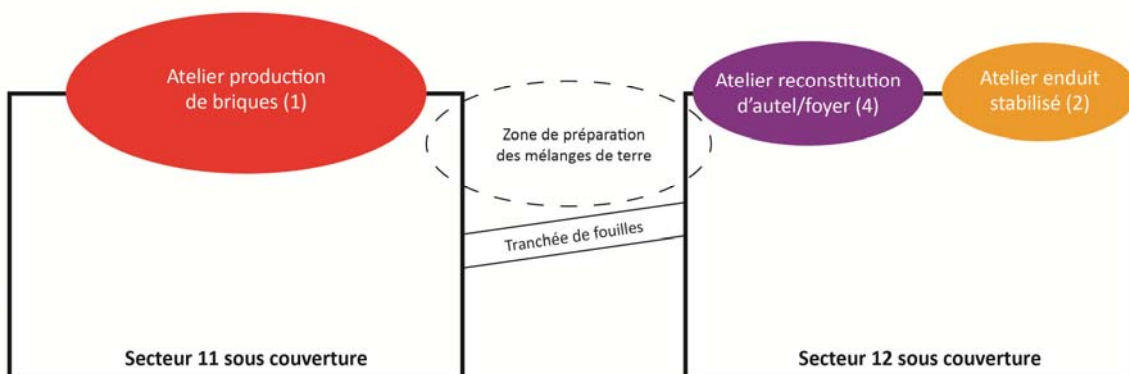 Atelier production
de briques (1)
Atelier reconstitution
d'autel/foyer (4)
Atelier enduit
stabilisé (2)
Zone de préparation
des mélanges de terre
Tranchée de fouilles
Secteur 11 sous couverture
Secteur 12 sous couverture